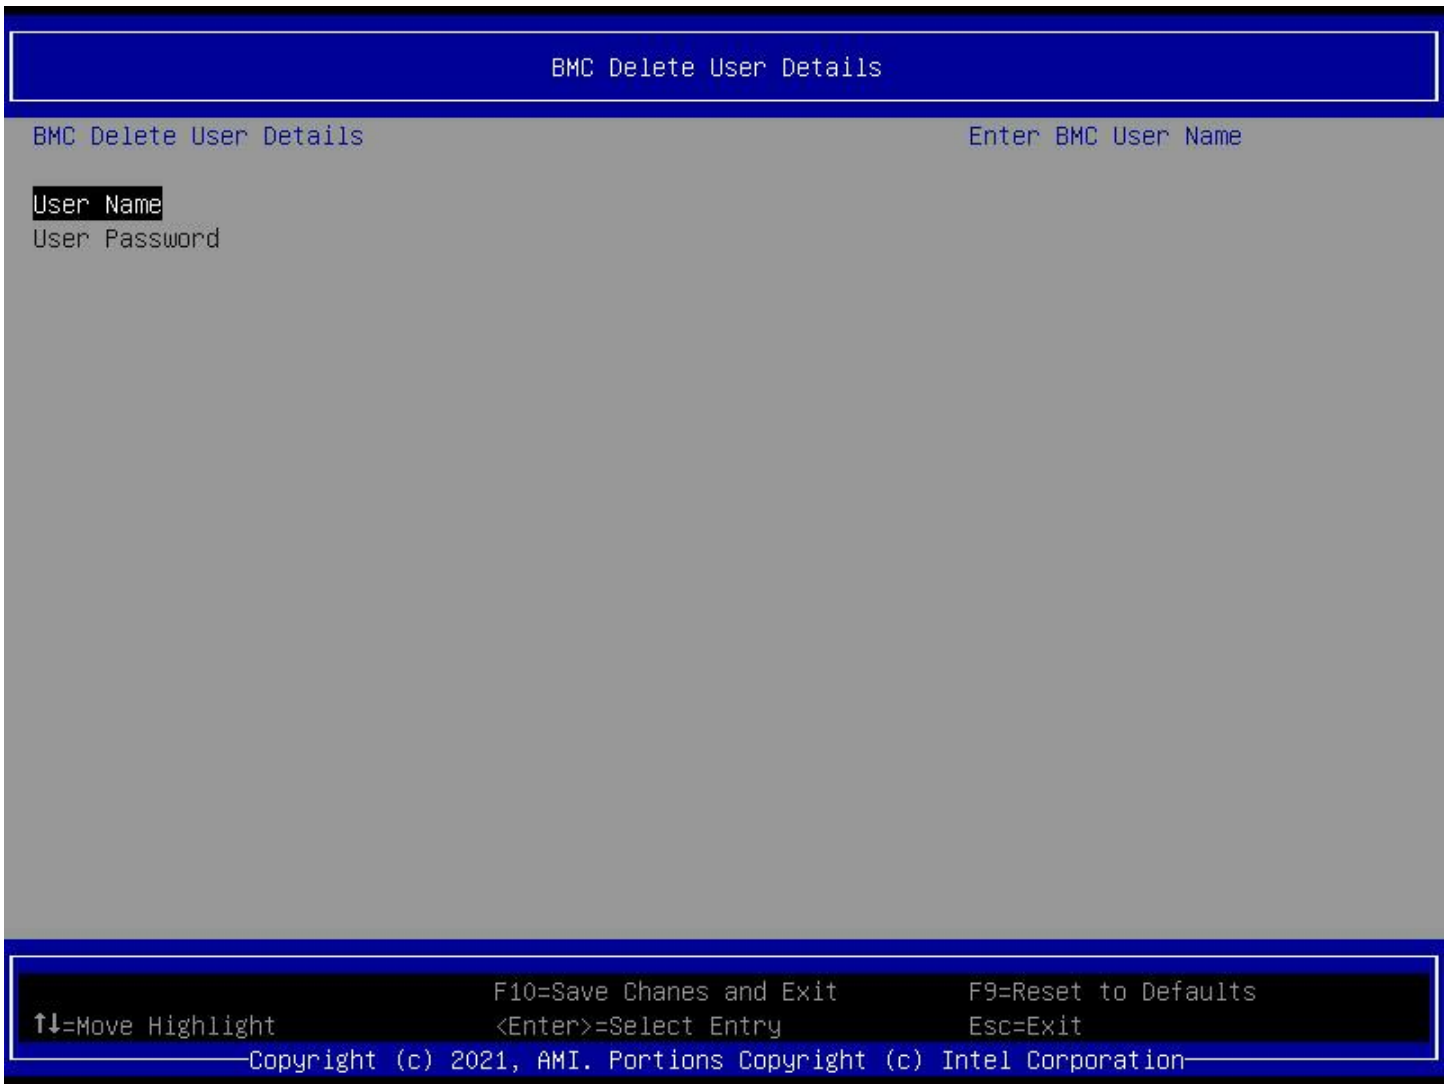 BMC Delete User Details
BMC Delete User Details Enter BMC User Name
User Name
User Password
F10=Save Chanes and Exit F9=Reset to Defaults
↑↓=Move Highlight <Enter>=Select Entry Esc=Exit
Copyright (c) 2021, AMI. Portions Copyright (c) Intel Corporation